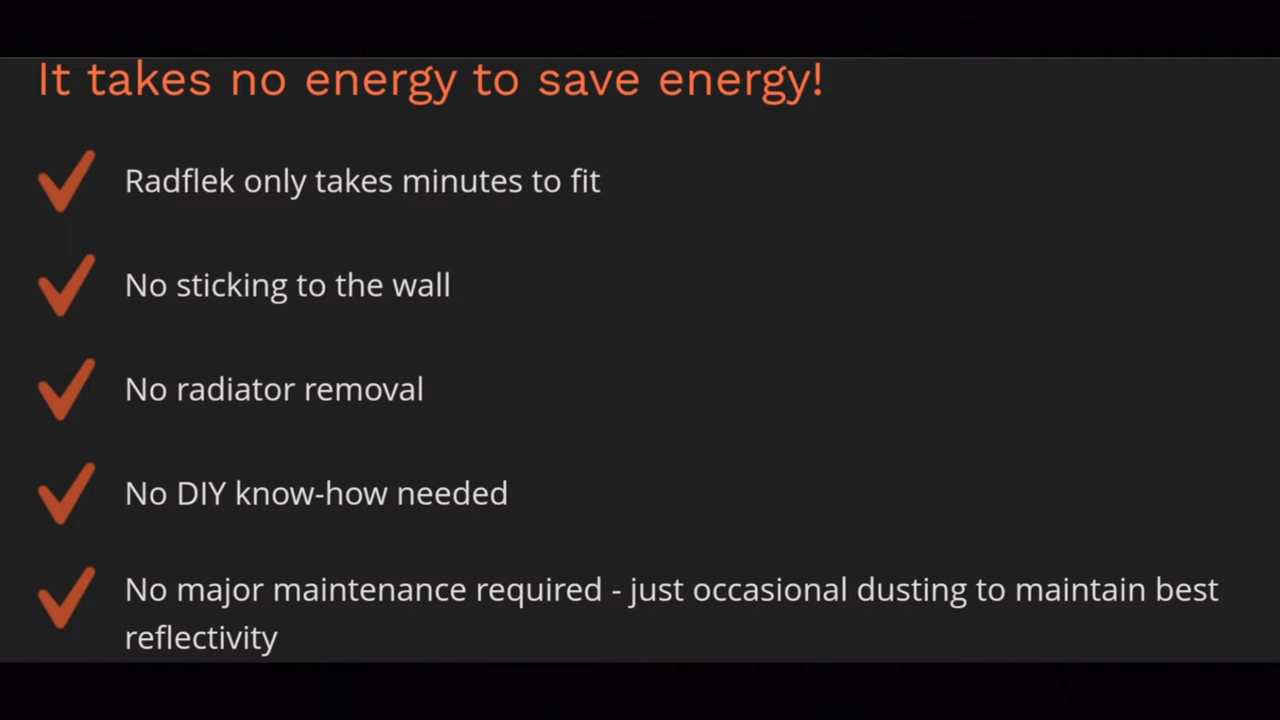 It takes no energy to save energy!
Radflek only takes minutes to fit
No sticking to the wall
No radiator removal
No DIY know-how needed
No major maintenance required - just occasional dusting to maintain best
reflectivity